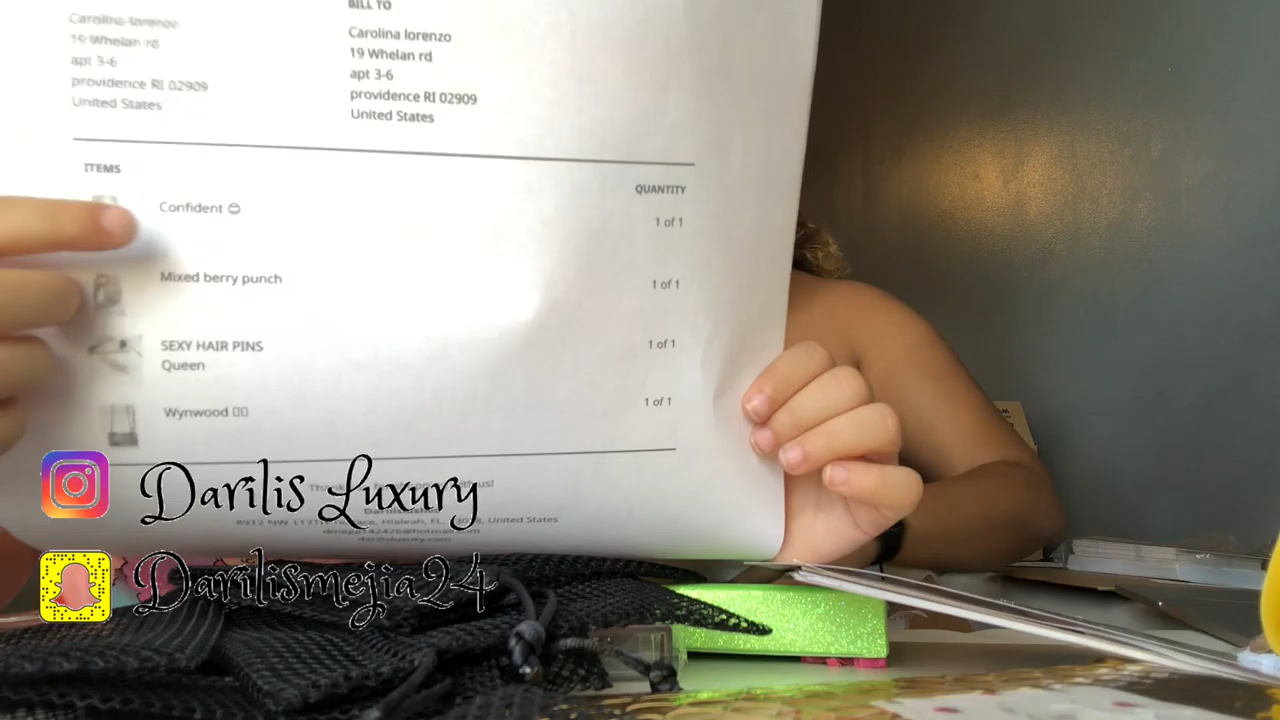 BILL TO
Carolina lorenzo
19 Whelan rd
apt 3-6
providence RI 02909
United States
Carolina lorenzo
19 Whelan rd
apt 3-6
providence RI 02909
United States
ITEMS
QUANTITY
Confident 😊
1 of 1
Mixed berry punch
1 of 1
SEXY HAIR PINS
Queen
1 of 1
Wynwood
1 of 1
Darilis Luxury
United States
Darilismejia24